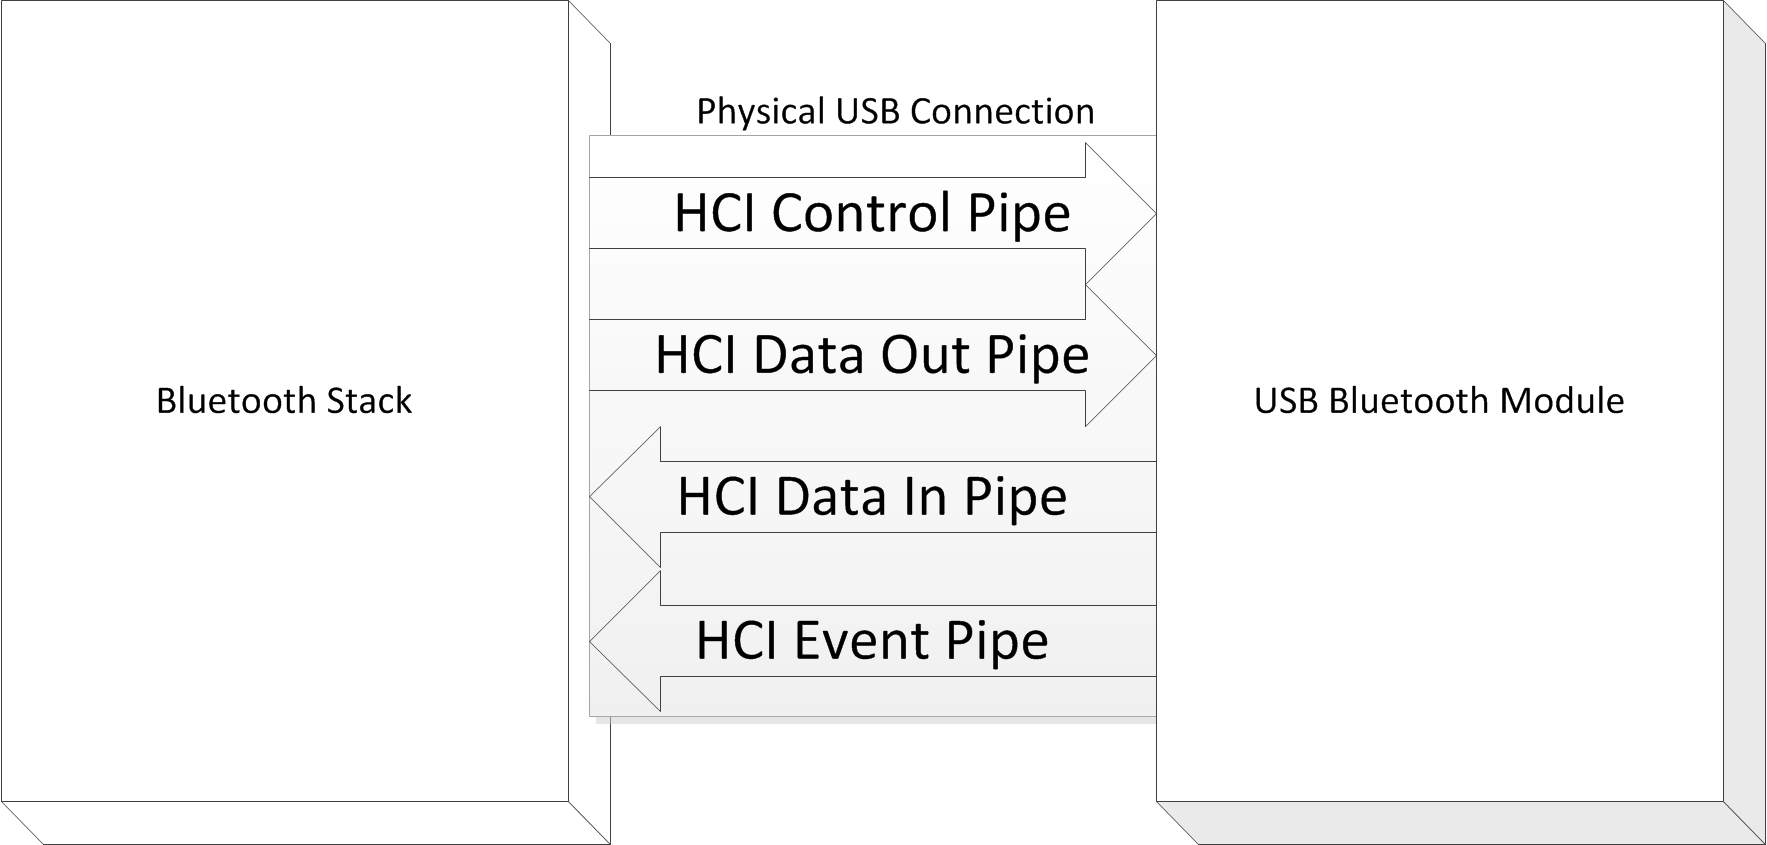 Physical USB Connection
HCI Control Pipe
HCI Data Out Pipe
Bluetooth Stack
USB Bluetooth Module
HCI Data In Pipe
HCI Event Pipe